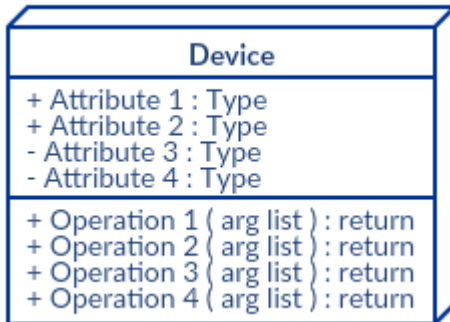 Device
+ Attribute 1 : Type
+ Attribute 2 : Type
- Attribute 3 : Type
- Attribute 4 : Type
+ Operation 1 ( arg list ) : return
+ Operation 2 ( arg list ) : return
+ Operation 3 ( arg list ) : return
+ Operation 4 ( arg list ) : return